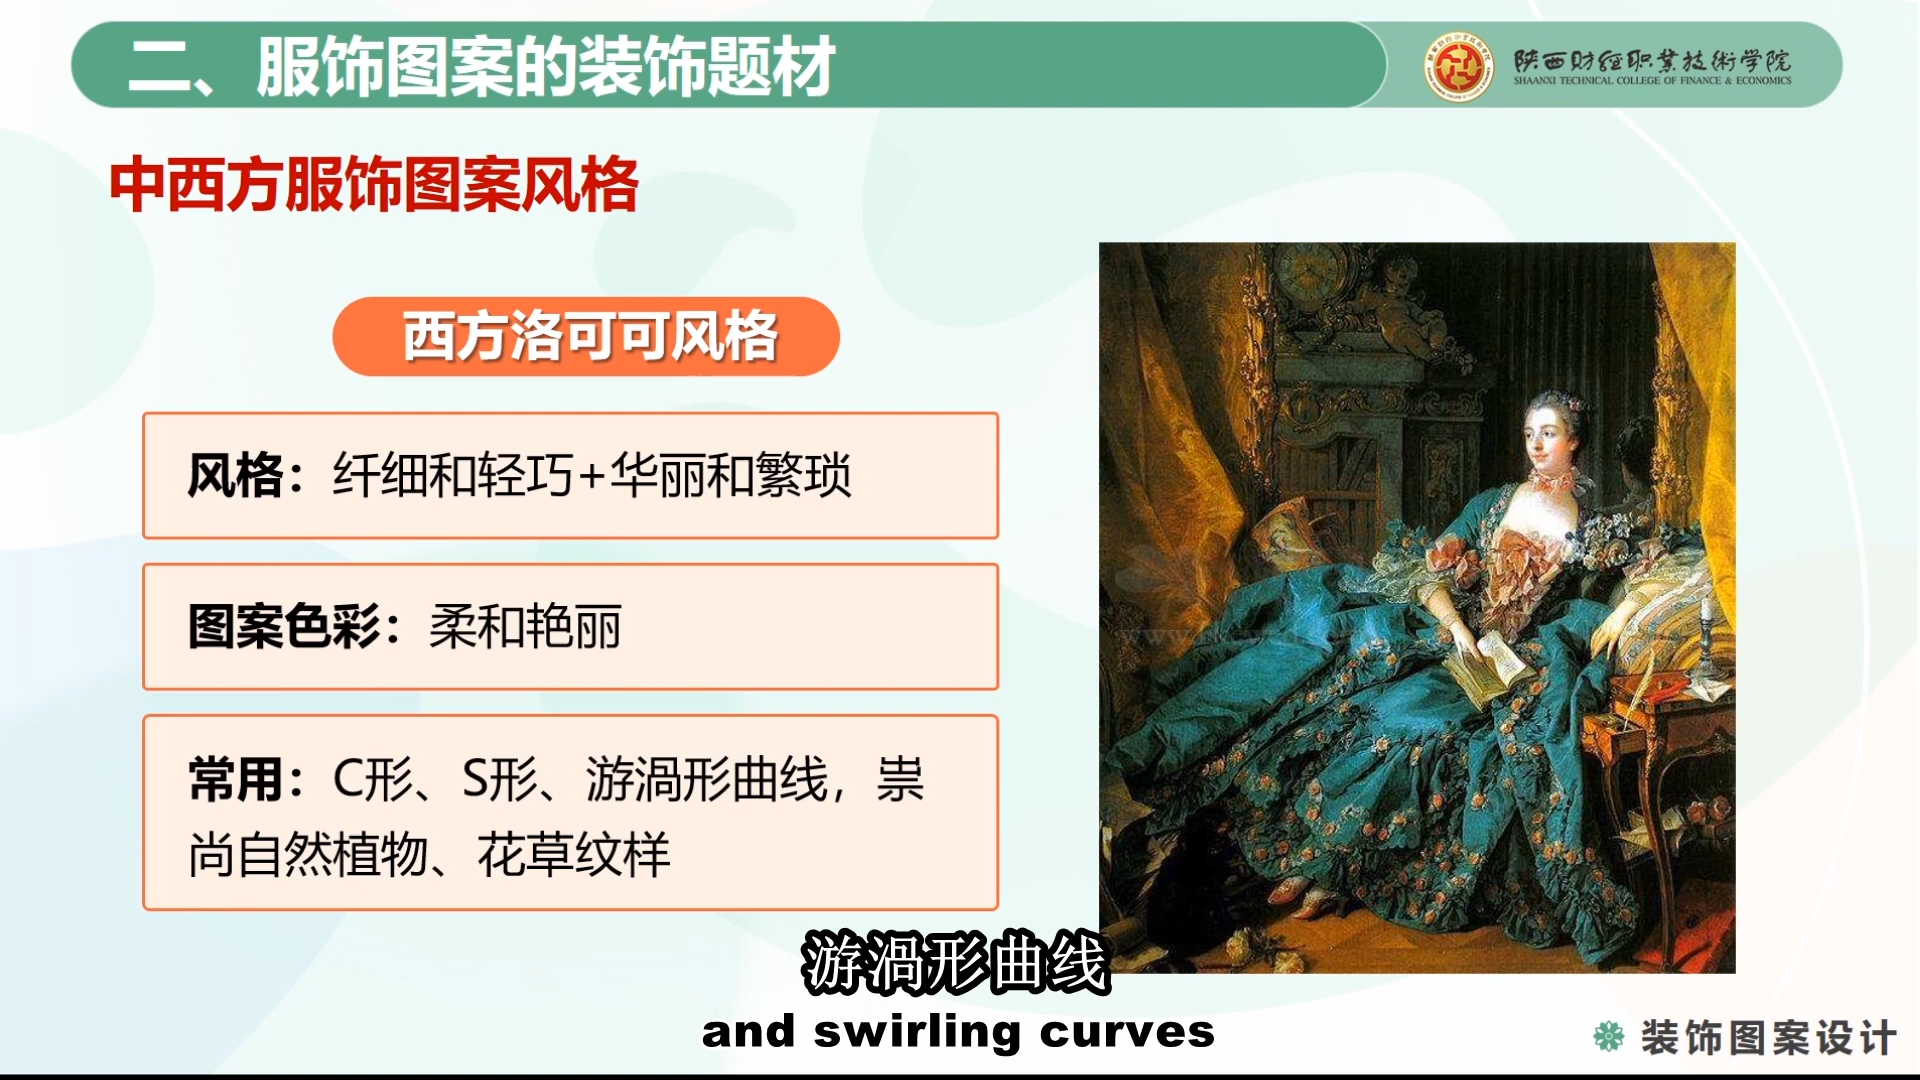 二、服饰图案的装饰题材
陕西财经职业技術学院
SHAANXI TECHNICAL COLLEGE OF FINANCE & ECONOMICS
中西方服饰图案风格
西方洛可可风格
风格：纤细和轻巧+华丽和繁琐
图案色彩：柔和艳丽
常用：C形、S形、游涡形曲线，祟
尚自然植物、花草纹样
游涡形曲线
and swirling curves
装饰图案设计